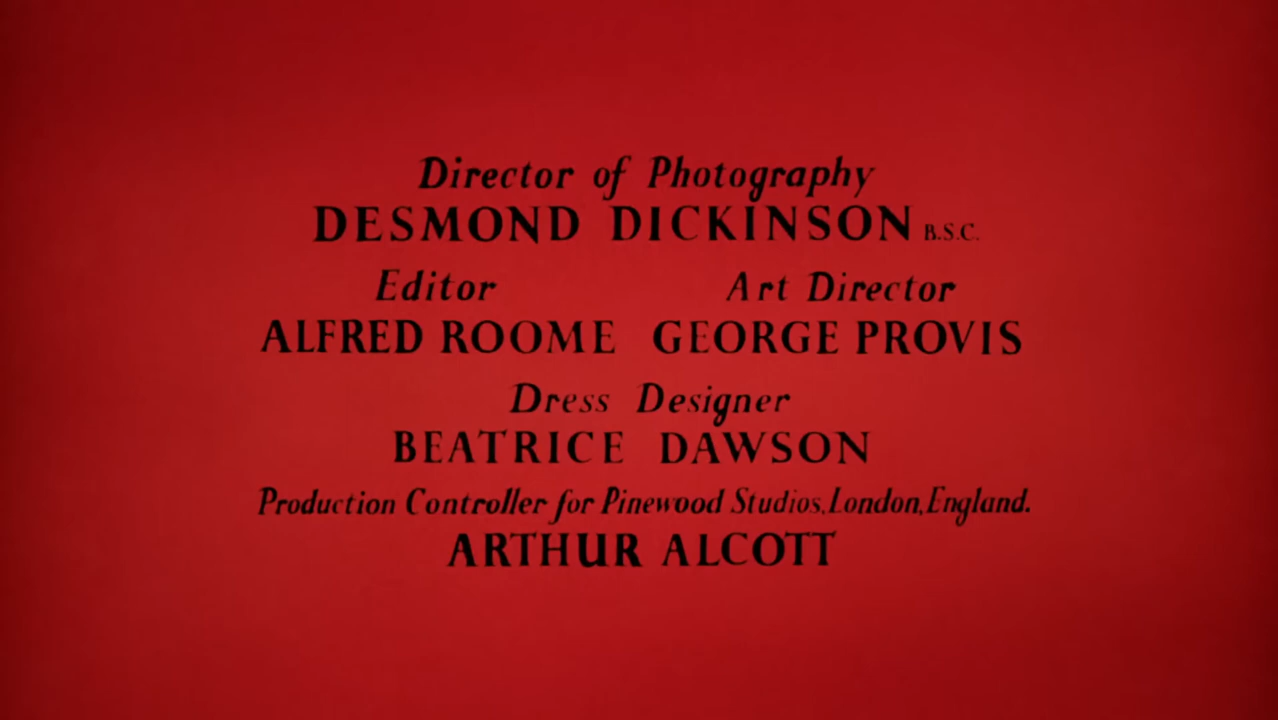 Director of Photography
DESMOND DICKINSON B.S.C.
Editor Art Director
ALFRED ROOME GEORGE PROVIS
Dress Designer
BEATRICE DAWSON
Production Controller for Pinewood Studios, London, England.
ARTHUR ALCOTT